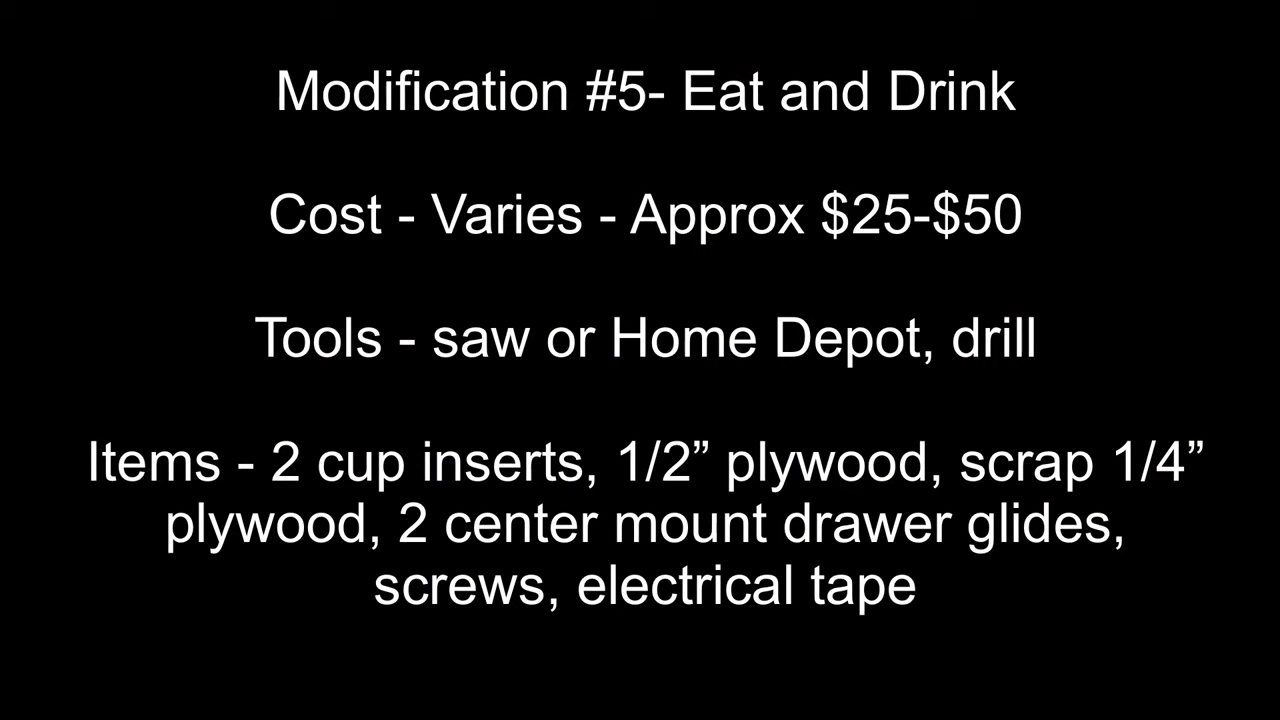 Modification #5- Eat and Drink
Cost - Varies - Approx $25-$50
Tools - saw or Home Depot, drill
Items - 2 cup inserts, 1/2” plywood, scrap 1/4”
plywood, 2 center mount drawer glides,
screws, electrical tape